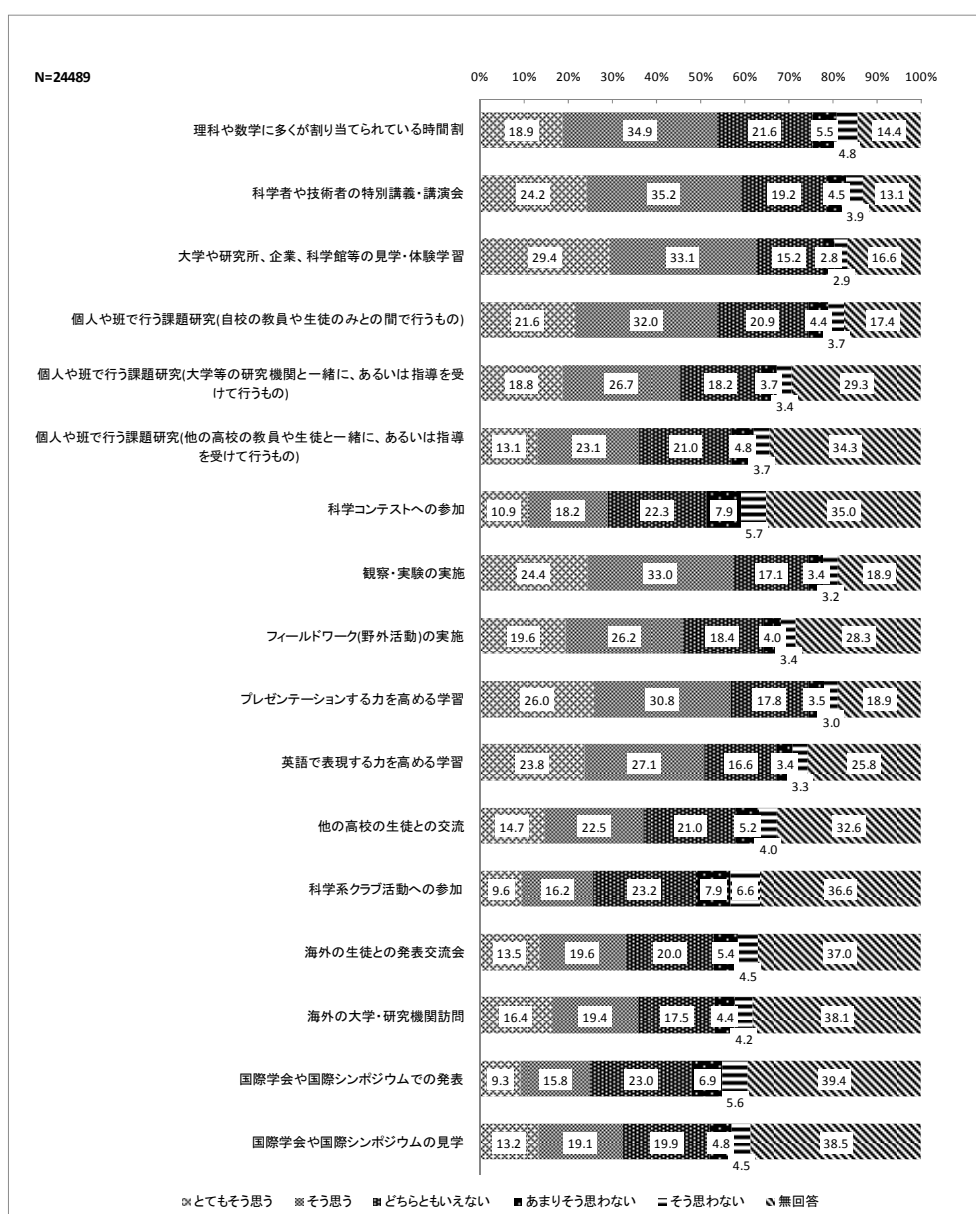 N=24489
0% 10% 20% 30% 40% 50% 60% 70% 80% 90% 100%
理科や数学に多くが割り当てられている時間割
18.9 34.9 21.6 5.5 4.8 14.4
科学者や技術者の特別講義・講演会
24.2 35.2 19.2 4.5 3.9 13.1
大学や研究所、企業、科学館等の見学・体験学習
29.4 33.1 15.2 2.8 2.9 16.6
個人や班で行う課題研究(自校の教員や生徒のみとの間で行うもの)
21.6 32.0 20.9 4.4 3.7 17.4
個人や班で行う課題研究(大学等の研究機関と一緒に、あるいは指導を受
けて行うもの)
18.8 26.7 18.2 3.7 3.4 29.3
個人や班で行う課題研究(他の高校の教員や生徒と一緒に、あるいは指導
を受けて行うもの)
13.1 23.1 21.0 4.8 3.7 34.3
科学コンテストへの参加
10.9 18.2 22.3 7.9 5.7 35.0
観察・実験の実施
24.4 33.0 17.1 3.4 3.2 18.9
フィールドワーク(野外活動)の実施
19.6 26.2 18.4 4.0 3.4 28.3
プレゼンテーションする力を高める学習
26.0 30.8 17.8 3.5 3.0 18.9
英語で表現する力を高める学習
23.8 27.1 16.6 3.4 3.3 25.8
他の高校の生徒との交流
14.7 22.5 21.0 5.2 4.0 32.6
科学系クラブ活動への参加
9.6 16.2 23.2 7.9 6.6 36.6
海外の生徒との発表交流会
13.5 19.6 20.0 5.4 4.5 37.0
海外の大学・研究機関訪問
16.4 19.4 17.5 4.4 4.2 38.1
国際学会や国際シンポジウムでの発表
9.3 15.8 23.0 6.9 5.6 39.4
国際学会や国際シンポジウムの見学
13.2 19.1 19.9 4.8 4.5 38.5
とてもそう思う そう思う どちらともいえない あまりそう思わない そう思わない 無回答